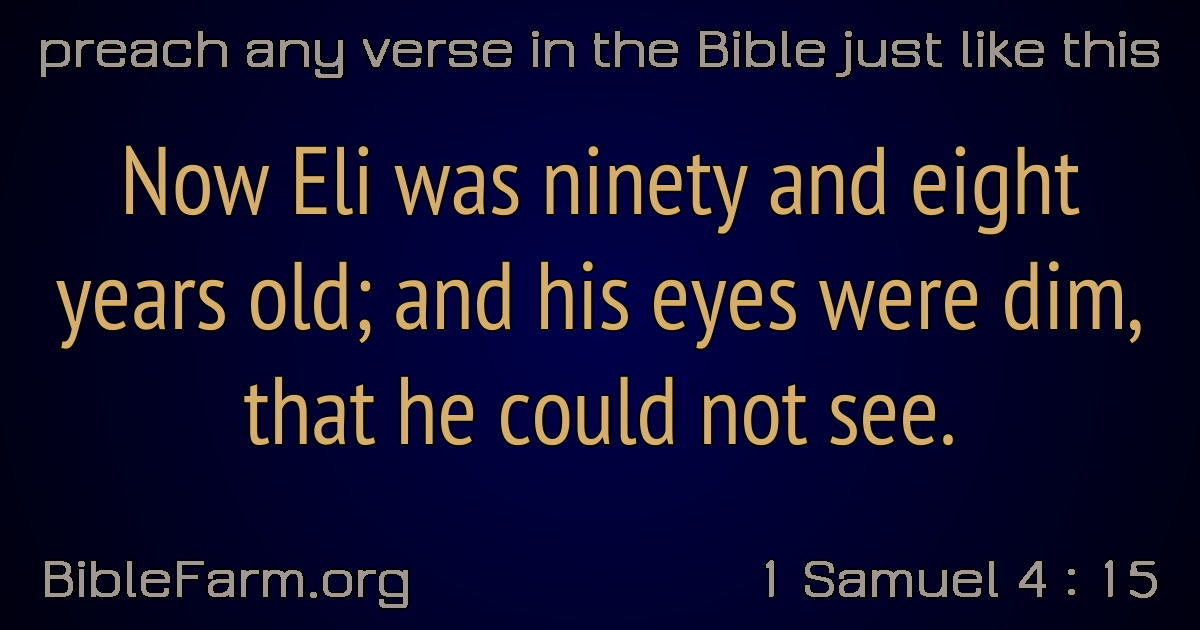 preach any verse in the Bible just like this
Now Eli was ninety and eight
years old; and his eyes were dim,
that he could not see.
BibleFarm.org
1 Samuel 4 : 15